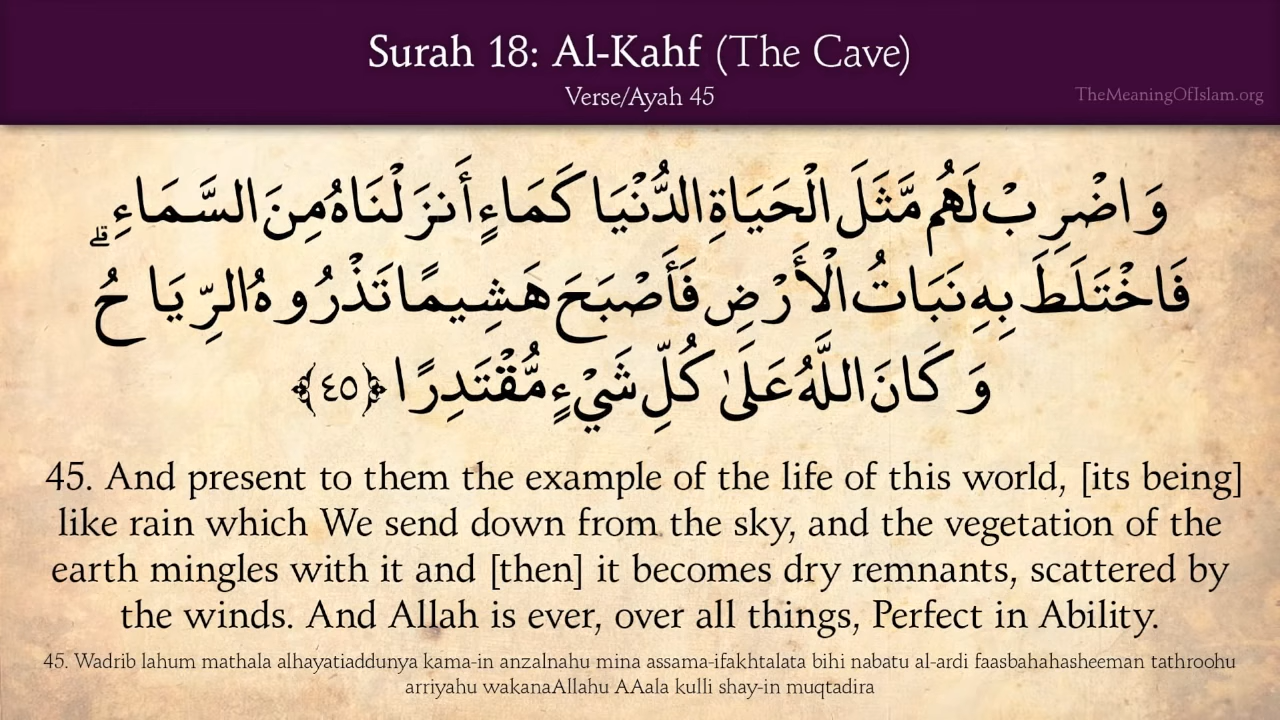 Surah 18: Al-Kahf (The Cave)
Verse/Ayah 45
TheMeaningOfIslam.org
وَاضْرِبْ لَهُم مَّثَلَ الْحَيَاةِ الدُّنْيَا كَمَاءٍ أَنزَلْنَاهُ مِنَ السَّمَاءِ
فَاخْتَلَطَ بِهِ نَبَاتُ الْأَرْضِ فَأَصْبَحَ هَشِيمًا تَذْرُوهُ الرِّيَاحُ ۗ
وَكَانَ اللَّهُ عَلَىٰ كُلِّ شَيْءٍ مُّقْتَدِرًا ﴿٤٥﴾
45. And present to them the example of the life of this world, [its being]
like rain which We send down from the sky, and the vegetation of the
earth mingles with it and [then] it becomes dry remnants, scattered by
the winds. And Allah is ever, over all things, Perfect in Ability.
45. Wadrib lahum mathala alhayatiaddunya kama-in anzalnahu mina assama-ifakhtalata bihi nabatu al-ardi faasbahahasheeman tathroohu
arriyahu wakanaAllahu AAala kulli shay-in muqtadira